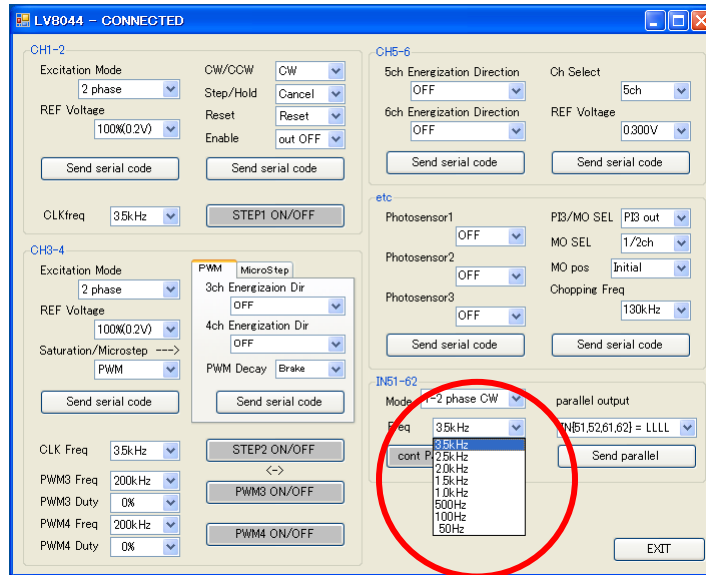 LV8044 - CONNECTED
CH1-2
Excitation Mode
2 phase
REF Voltage
100%(0.2V)
Send serial code
CW/CCW CW
Step/Hold Cancel
Reset Reset
Enable out OFF
Send serial code
CLKfreq 3.5kHz
STEP1 ON/OFF
CH3-4
Excitation Mode
2 phase
REF Voltage
100%(0.2V)
Saturation/Microstep --->
PWM
Send serial code
PWM MicroStep
3ch Energizaion Dir
OFF
4ch Energization Dir
OFF
PWM Decay Brake
Send serial code
CLK Freq 3.5kHz
STEP2 ON/OFF
<->
PWM3 Freq 200kHz
PWM3 ON/OFF
PWM3 Duty 0%
PWM4 Freq 200kHz
PWM4 ON/OFF
PWM4 Duty 0%
CH5-6
5ch Energization Direction
OFF
6ch Energization Direction
OFF
Send serial code
Ch Select
5ch
REF Voltage
0.300V
Send serial code
etc
Photosensor1
OFF
Photosensor2
OFF
Photosensor3
OFF
Send serial code
PI3/MO SEL PI3 out
MO SEL 1/2ch
MO pos Initial
Chopping Freq
130kHz
Send serial code
IN51-62
Mode 1-2 phase CW
Freq 3.5kHz
3.5kHz
2.5kHz
2.0kHz
1.5kHz
1.0kHz
500Hz
100Hz
50Hz
cont
parallel output
IN{51,52,61,62} = LLLL
Send parallel
EXIT